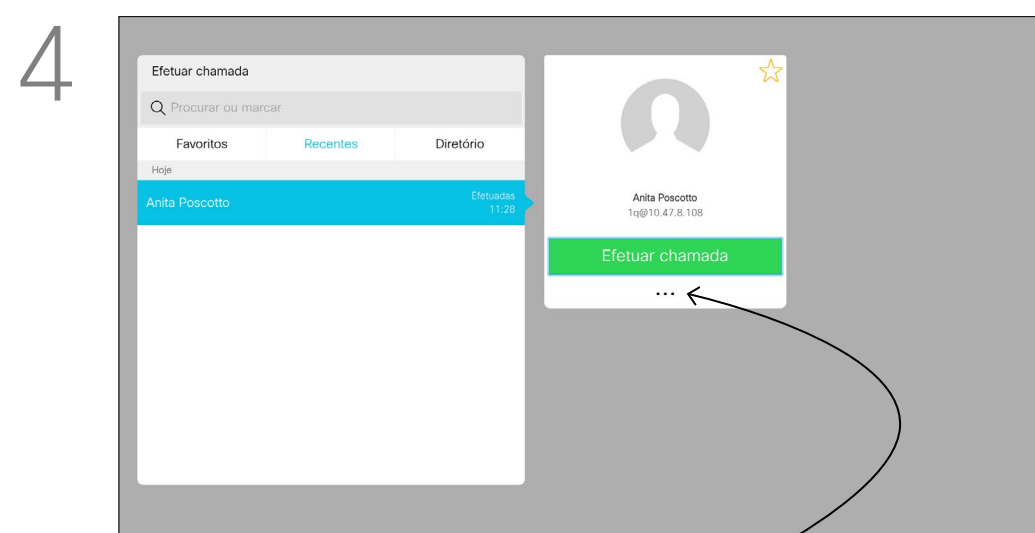 4
Efetuar chamada
Procurar ou marcar
Favoritos Recentes Diretório
Hoje
Anita Poscotto Efetuadas
11:28
Anita Poscotto
1q@10.47.8.108
Efetuar chamada
...